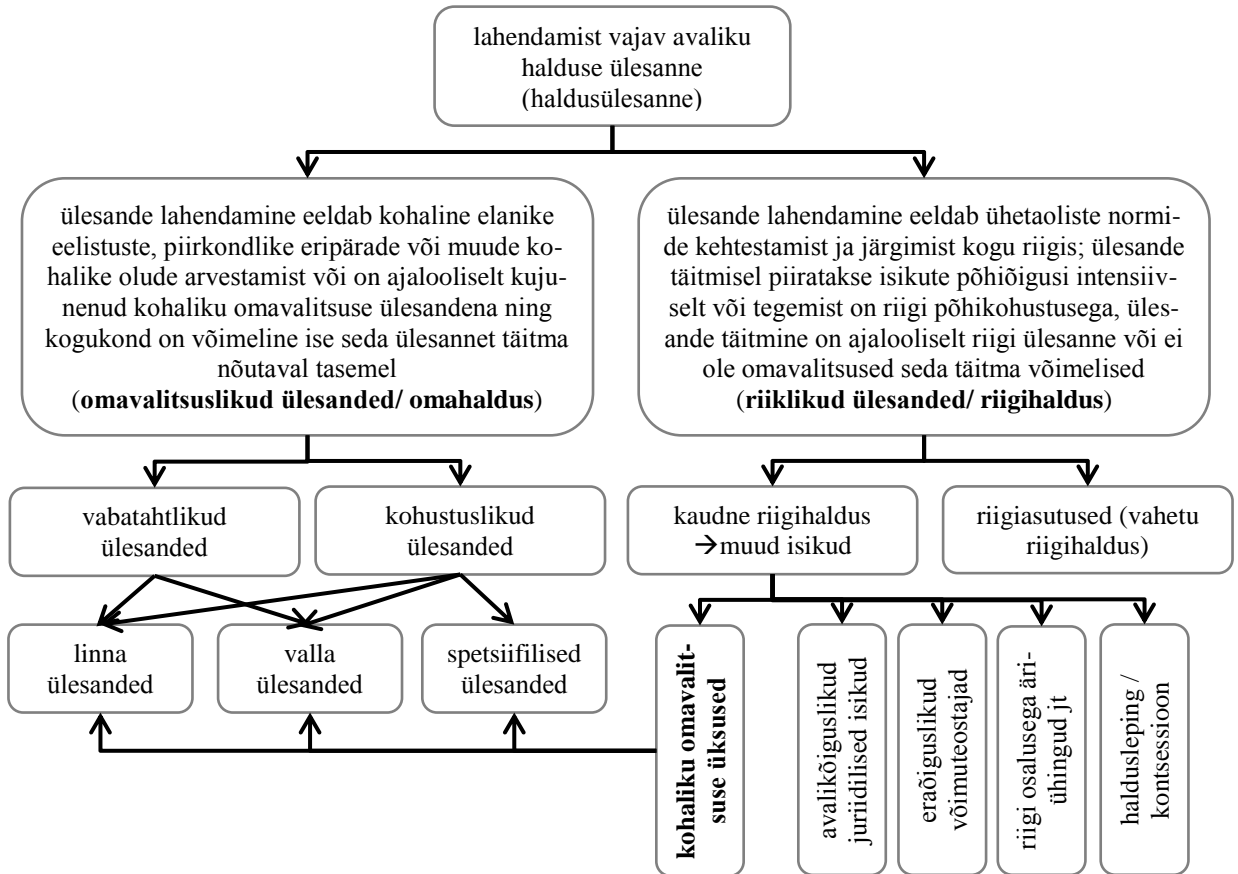 lahendamist vajav avaliku
halduse ülesanne
(haldusülesanne)
ülesande lahendamine eeldab kohaline elanike
eelistuste, piirkondlike eripärade või muude ko-
halike olude arvestamist või on ajalooliselt kuju-
nenud kohaliku omavalitsuse ülesandena ning
kogukond on võimeline ise seda ülesannet täitma
nõutaval tasemel
(omavalitsuslikud ülesanded/ omahaldus)
ülesande lahendamine eeldab ühetaoliste normi-
de kehtestamist ja järgimist kogu riigis; ülesande
täitmisel piiratakse isikute põhiõigusi intensiiv-
selt või tegemist on riigi põhikohustusega, üles-
ande täitmine on ajalooliselt riigi ülesanne või ei
ole omavalitsused seda täitma võimelised
(riiklikud ülesanded/ riigihaldus)
vabatahtlikud
ülesanded
kohustuslikud
ülesanded
kaudne riigihaldus
→muud isikud
riigiasutused (vahetu
riigihaldus)
linna
ülesanded
valla
ülesanded
spetsiifilised
ülesanded
kohaliku omavalit-
suse üksused
avalikõiguslikud
juriidilised isikud
eraõiguslikud
võimuteostajad
riigi osalusega äri-
ühingud jt
haldusleping /
kontsessioon